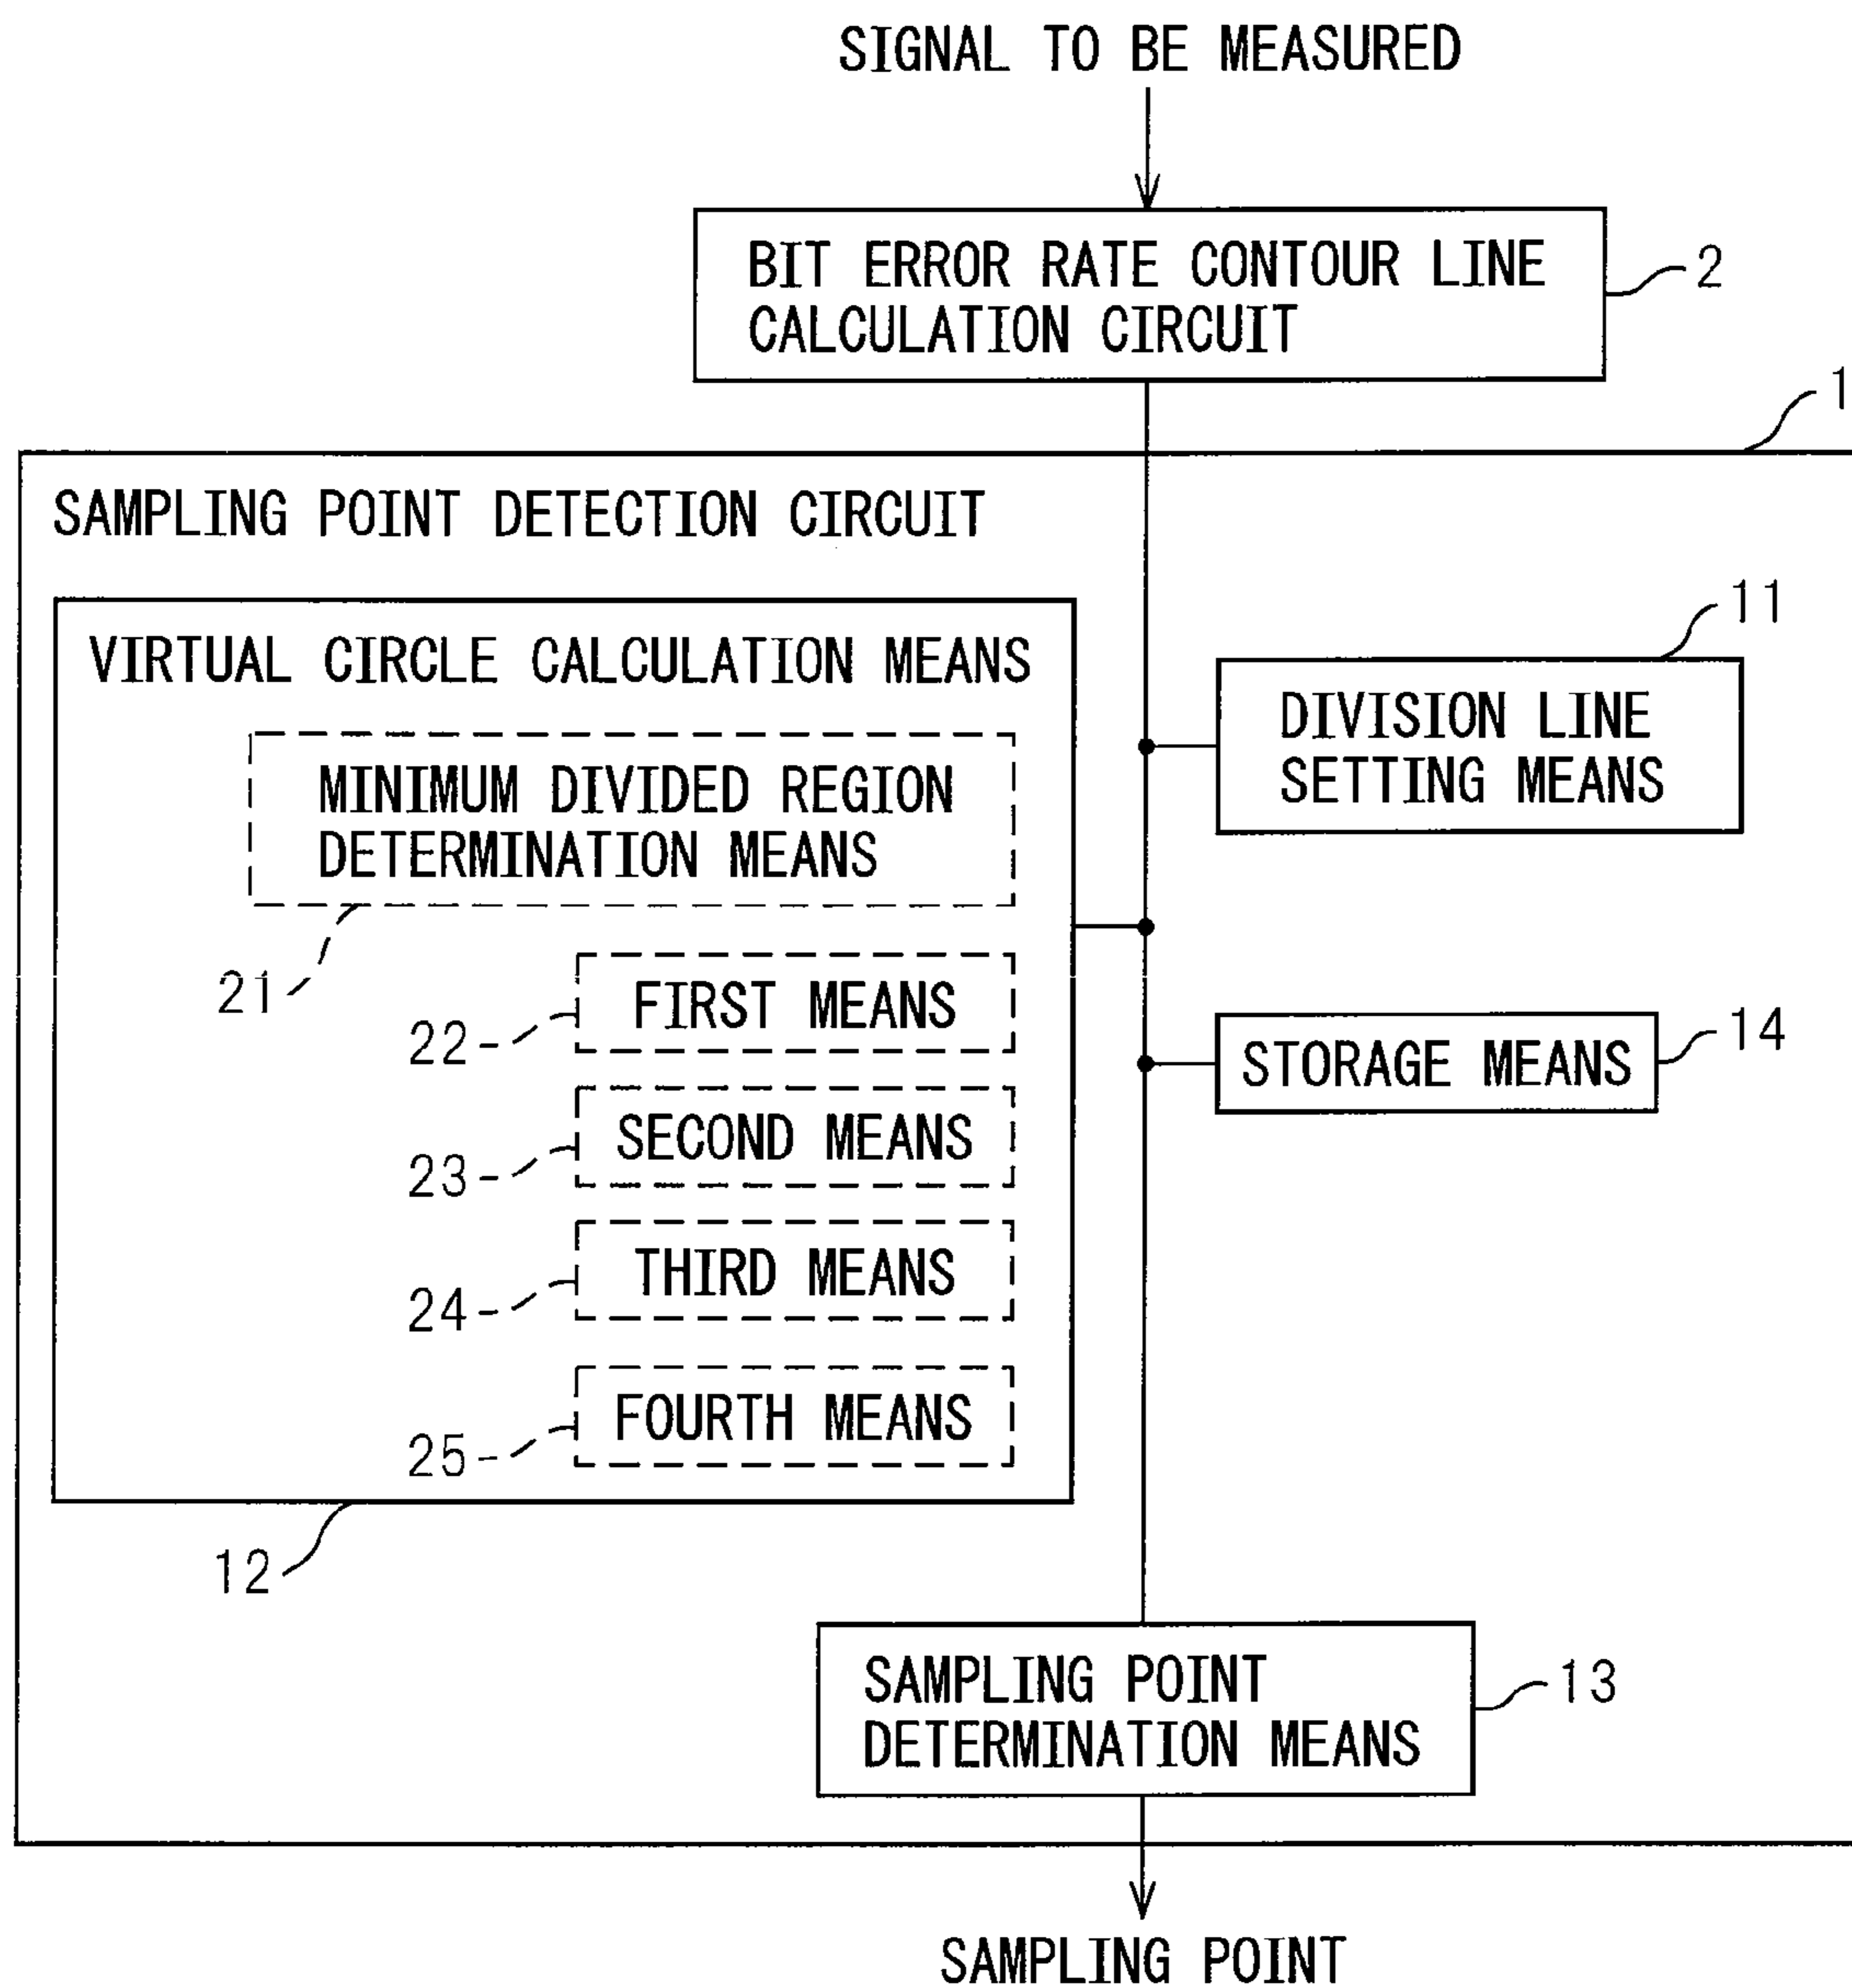 SIGNAL TO BE MEASURED
BIT ERROR RATE CONTOUR LINE
CALCULATION CIRCUIT
2
1
SAMPLING POINT DETECTION CIRCUIT
VIRTUAL CIRCLE CALCULATION MEANS
11
DIVISION LINE
SETTING MEANS
MINIMUM DIVIDED REGION
DETERMINATION MEANS
21
FIRST MEANS
22
STORAGE MEANS
14
SECOND MEANS
23
THIRD MEANS
24
FOURTH MEANS
25
12
SAMPLING POINT
DETERMINATION MEANS
13
SAMPLING POINT